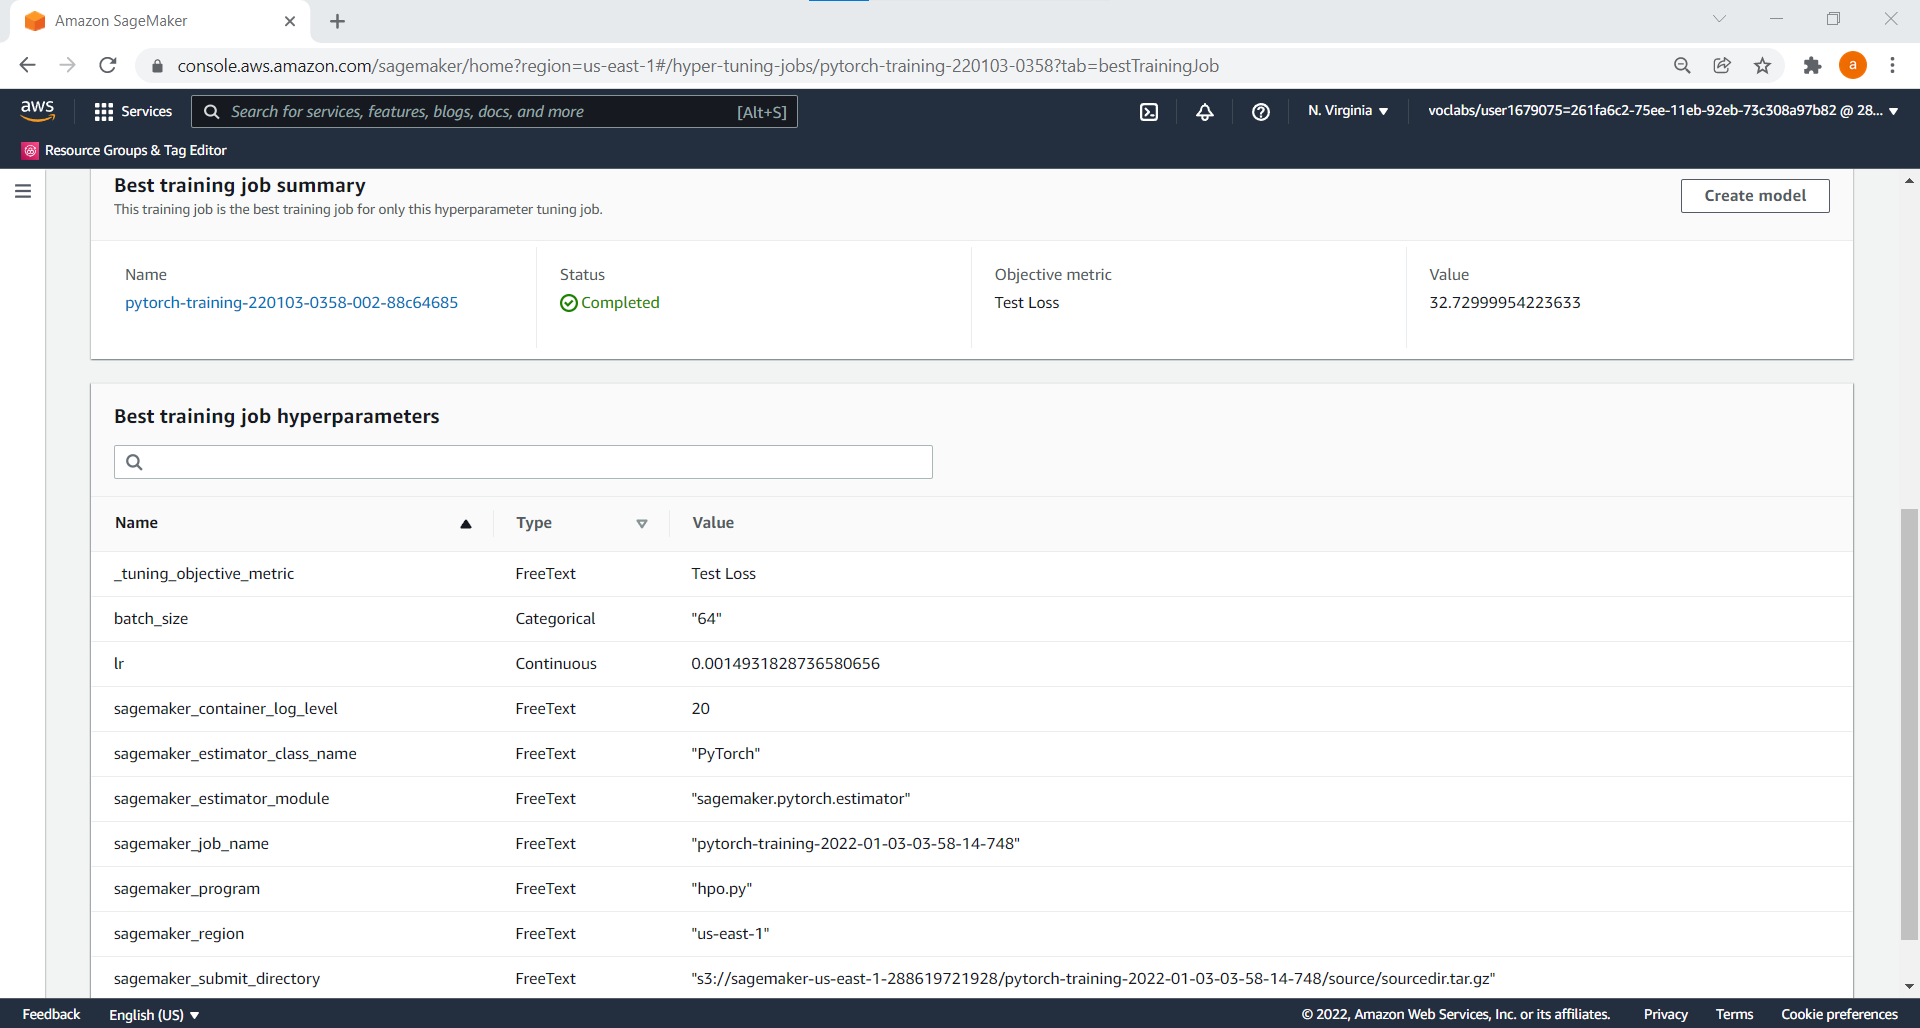 Amazon SageMaker
console.aws.amazon.com/sagemaker/home?region=us-east-1#/hyper-tuning-jobs/pytorch-training-220103-0358?tab=bestTrainingJob
a
aws
Services
Search for services, features, blogs, docs, and more
[Alt+S]
N. Virginia
voclabs/user1679075=261fa6c2-75ee-11eb-92eb-73c308a97b82 @ 28...
Resource Groups & Tag Editor
Best training job summary
This training job is the best training job for only this hyperparameter tuning job.
Create model
Name Status Objective metric Value
pytorch-training-220103-0358-002-88c64685 Completed Test Loss 32.72999954223633
Best training job hyperparameters
Name Type Value
_tuning_objective_metric FreeText Test Loss
batch_size Categorical "64"
lr Continuous 0.0014931828736580656
sagemaker_container_log_level FreeText 20
sagemaker_estimator_class_name FreeText "PyTorch"
sagemaker_estimator_module FreeText "sagemaker.pytorch.estimator"
sagemaker_job_name FreeText "pytorch-training-2022-01-03-03-58-14-748"
sagemaker_program FreeText "hpo.py"
sagemaker_region FreeText "us-east-1"
sagemaker_submit_directory FreeText "s3://sagemaker-us-east-1-288619721928/pytorch-training-2022-01-03-03-58-14-748/source/sourcedir.tar.gz"
Feedback English (US) © 2022, Amazon Web Services, Inc. or its affiliates. Privacy Terms Cookie preferences